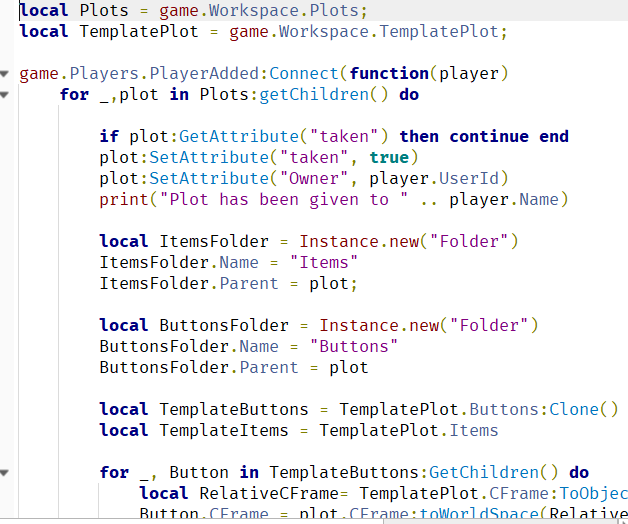 local Plots = game.Workspace.Plots;
local TemplatePlot = game.Workspace.TemplatePlot;
game.Players.PlayerAdded:Connect(function(player)
for _,plot in Plots:getChildren() do
if plot:GetAttribute("taken") then continue end
plot:SetAttribute("taken", true)
plot:SetAttribute("Owner", player.UserId)
print("Plot has been given to " .. player.Name)
local ItemsFolder = Instance.new("Folder")
ItemsFolder.Name = "Items"
ItemsFolder.Parent = plot;
local ButtonsFolder = Instance.new("Folder")
ButtonsFolder.Name = "Buttons"
ButtonsFolder.Parent = plot
local TemplateButtons = TemplatePlot.Buttons:Clone()
local TemplateItems = TemplatePlot.Items
for _, Button in TemplateButtons:GetChildren() do
local RelativeCFrame= TemplatePlot.CFrame:ToObjec
Button.CFrame = plot.CFrame:toWorldSpace(Relative